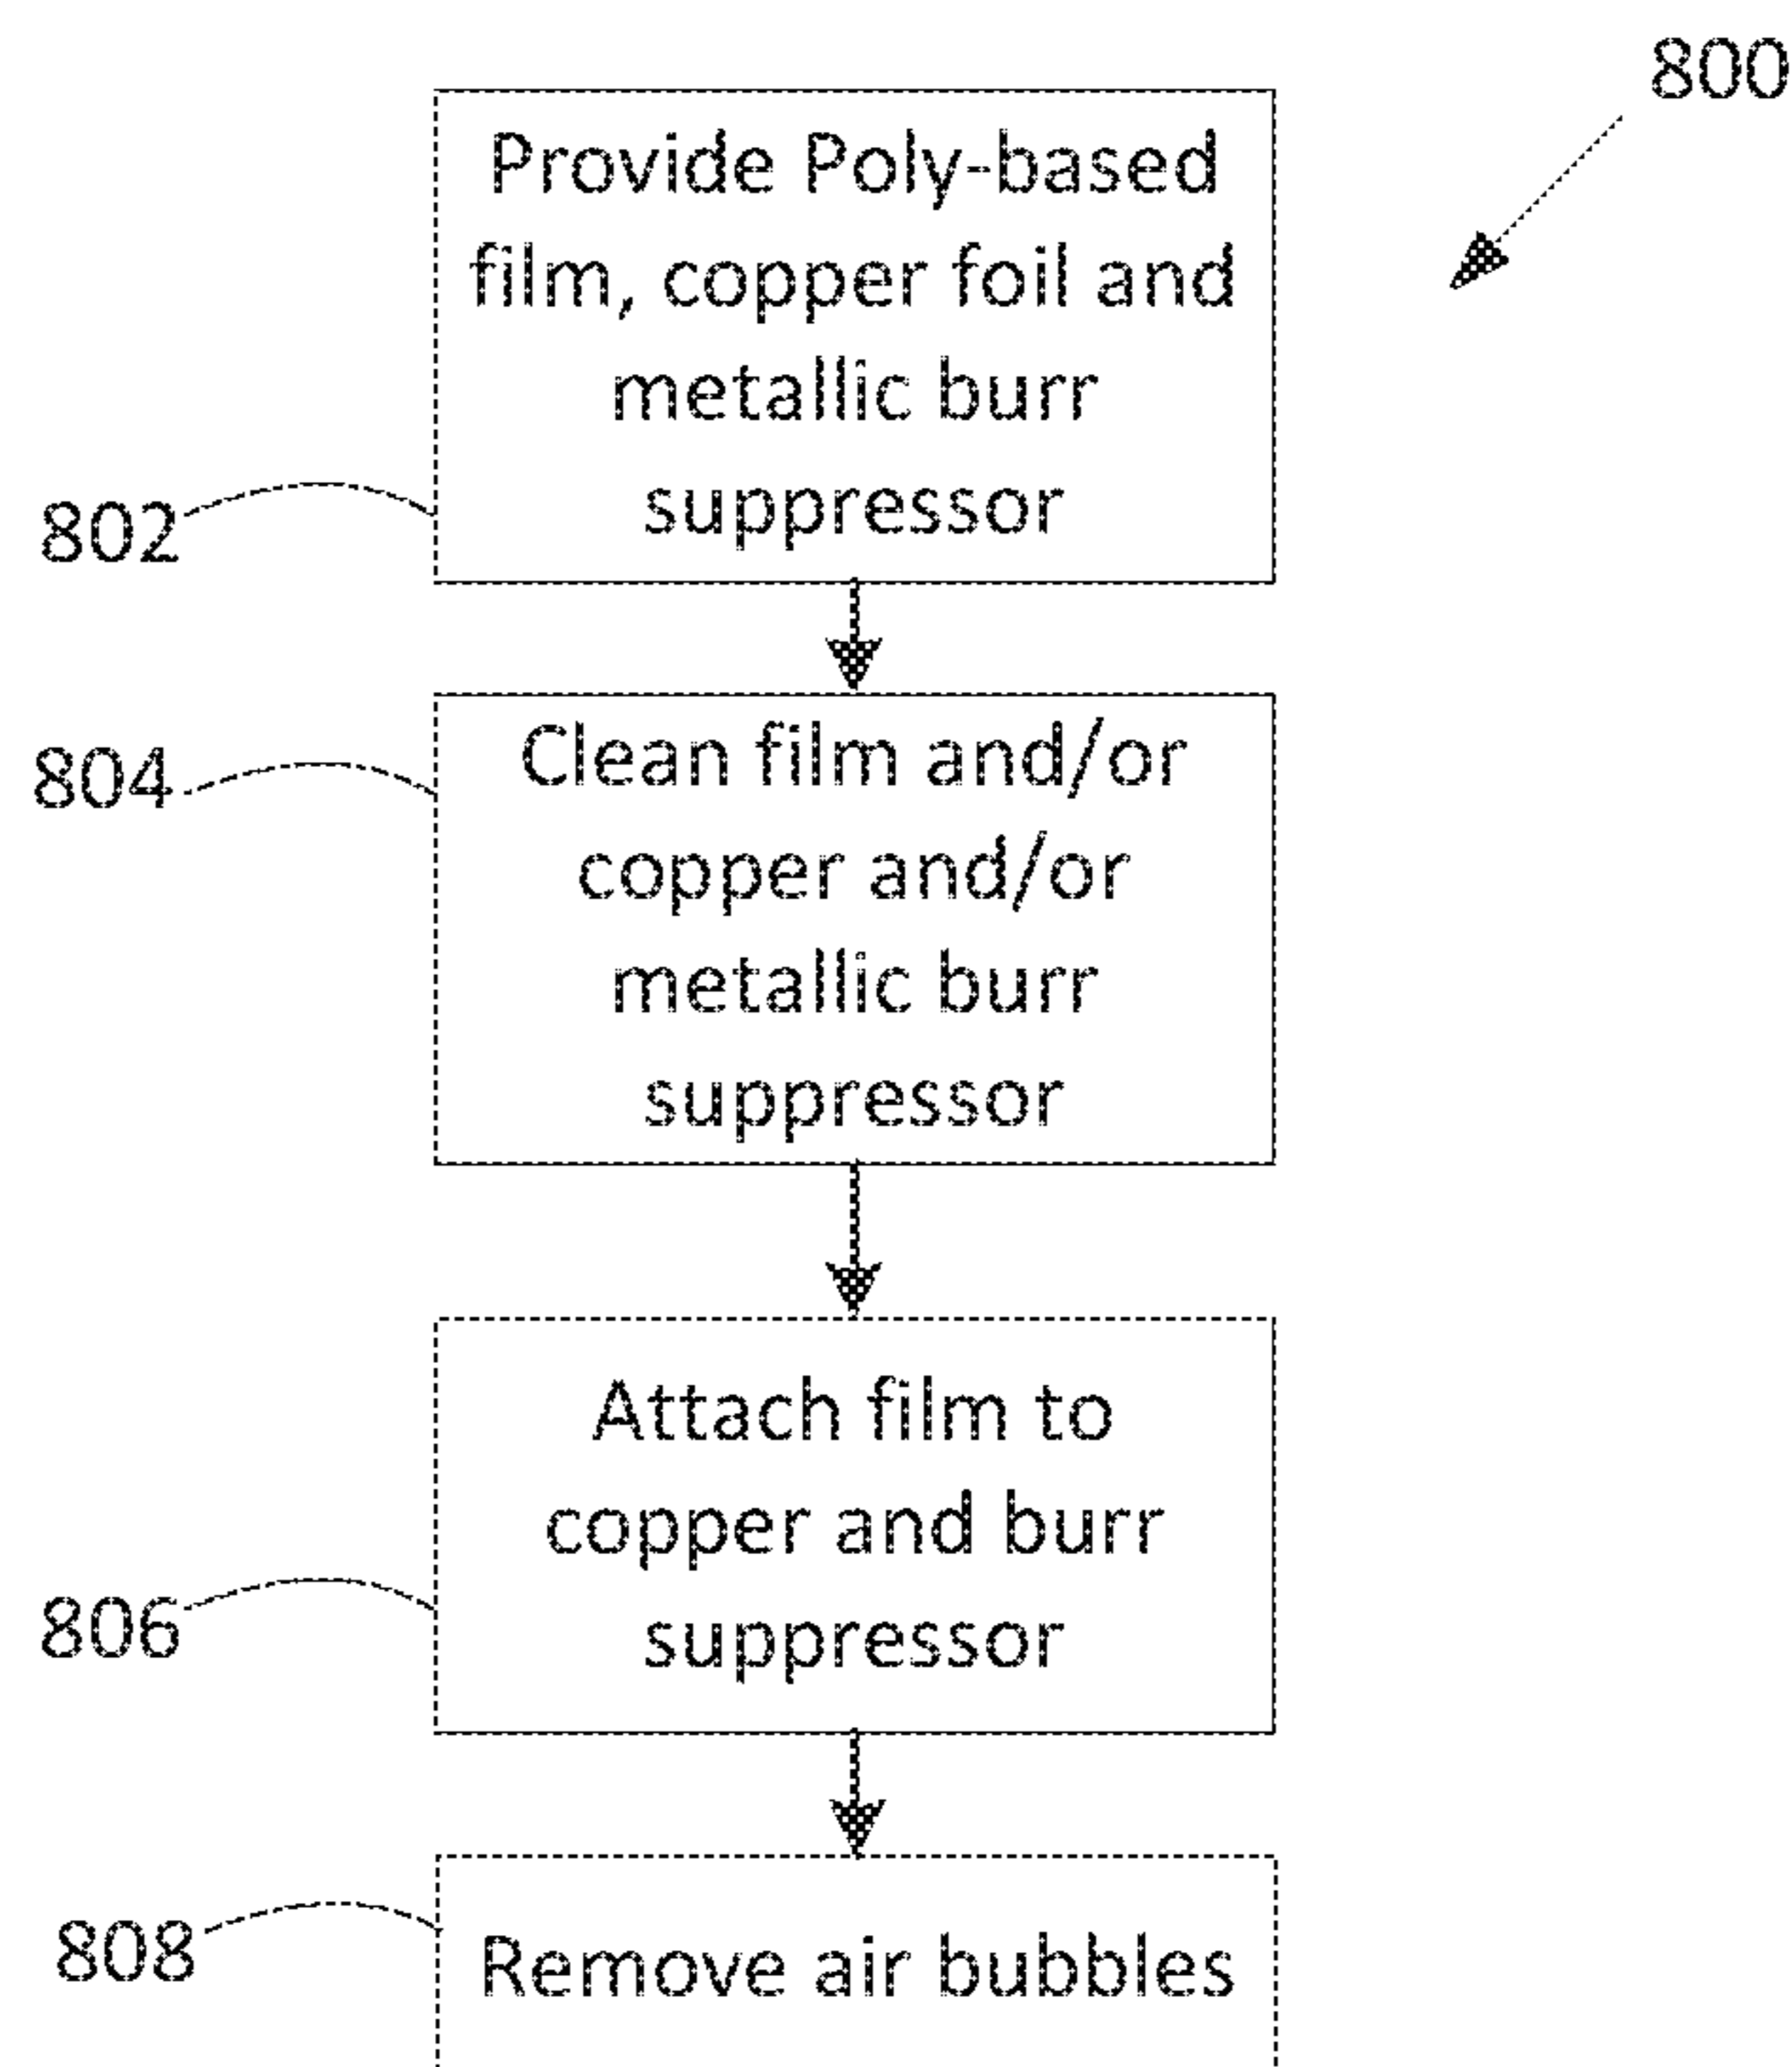 800
Provide Poly-based
film, copper foil and
metallic burr
suppressor
802
804
Clean film and/or
copper and/or
metallic burr
suppressor
Attach film to
copper and burr
suppressor
806
808
Remove air bubbles